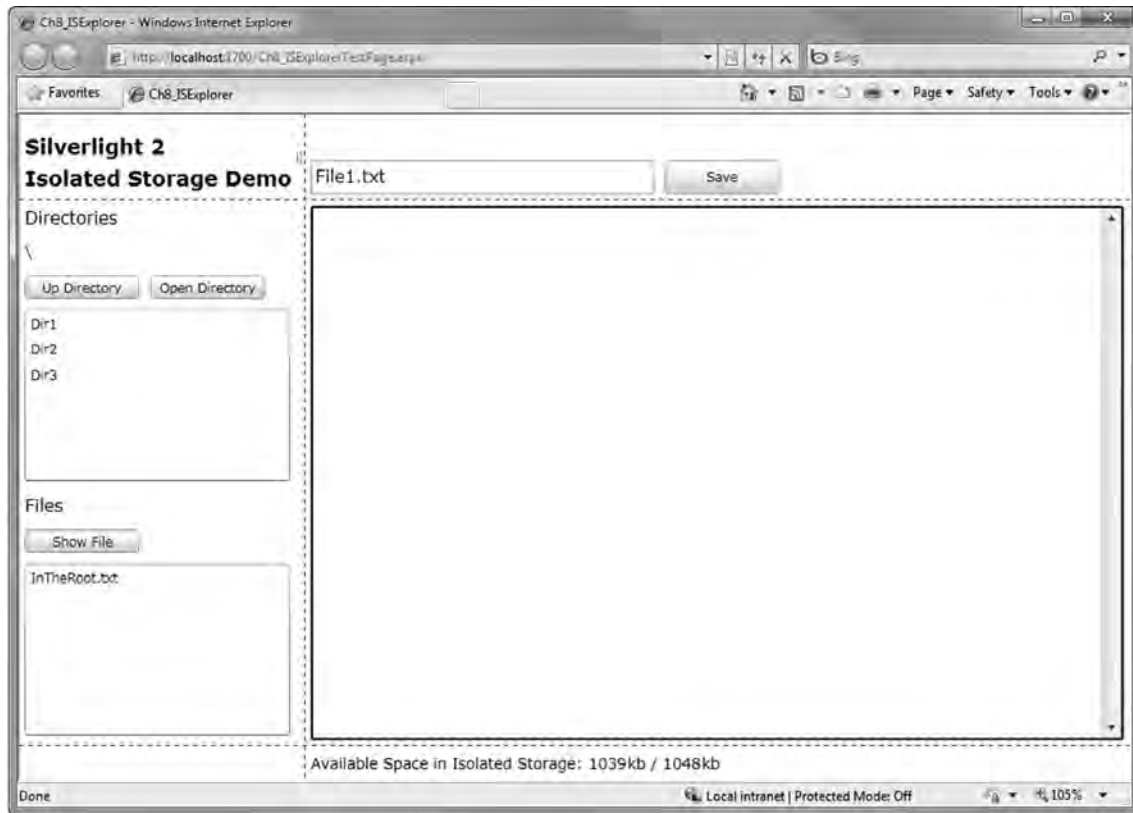 Ch8_ISExplorer - Windows Internet Explorer
http://localhost:1700/Ch8_ISExplorerTestPage.aspx
Bing
Favorites
Ch8_ISExplorer
Page
Safety
Tools
Silverlight 2
Isolated Storage Demo
File1.txt
Save
Directories
\
Up Directory
Open Directory
Dir1
Dir2
Dir3
Files
Show File
InTheRoot.txt
Available Space in Isolated Storage: 1039kb / 1048kb
Done
Local intranet | Protected Mode: Off
105%